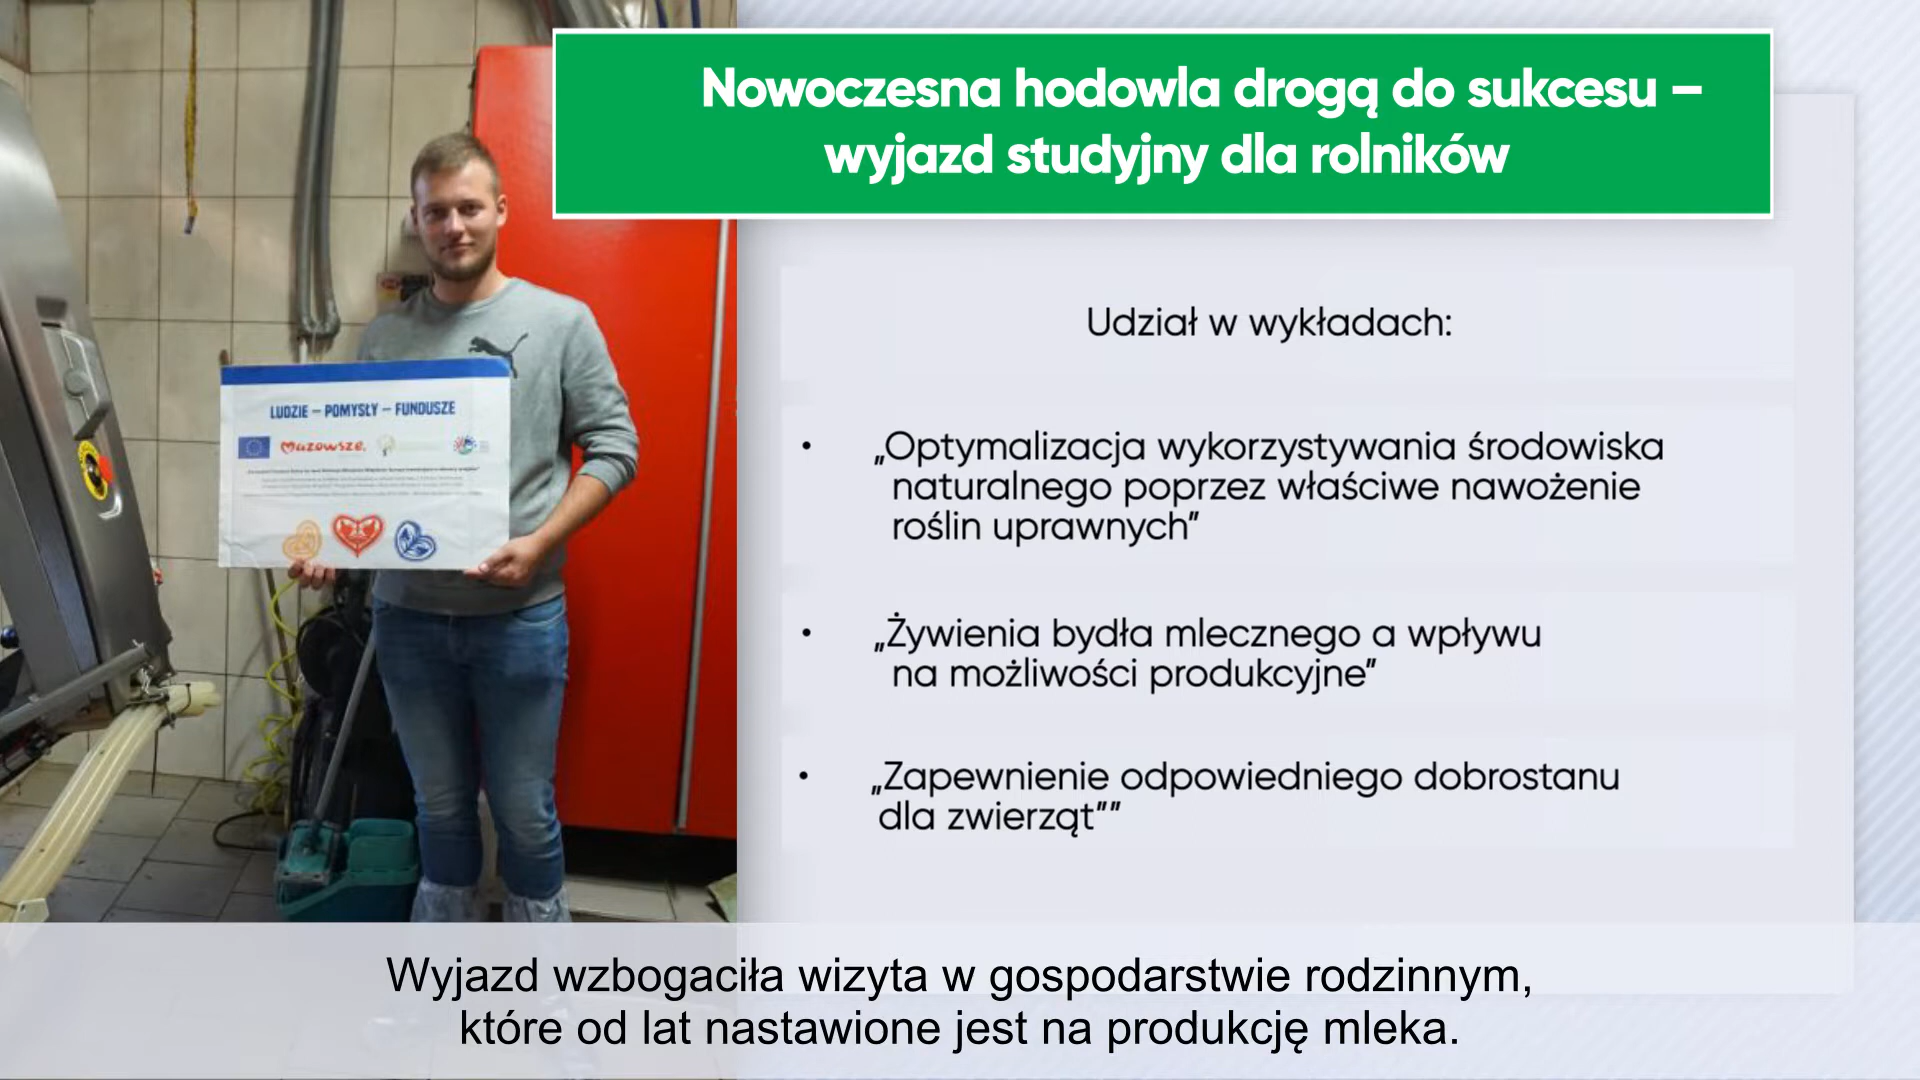 Nowoczesna hodowla drogą do sukcesu –
wyjazd studyjny dla rolników
LUDZIE – POMYSŁY – FUNDUSZE
Mazowsze.
Udział w wykładach:
• „Optymalizacja wykorzystywania środowiska
naturalnego poprzez właściwe nawożenie
roślin uprawnych”
• „Żywienia bydła mlecznego a wpływu
na możliwości produkcyjne”
• „Zapewnienie odpowiedniego dobrostanu
dla zwierząt””
Wyjazd wzbogaciła wizyta w gospodarstwie rodzinnym,
które od lat nastawione jest na produkcję mleka.